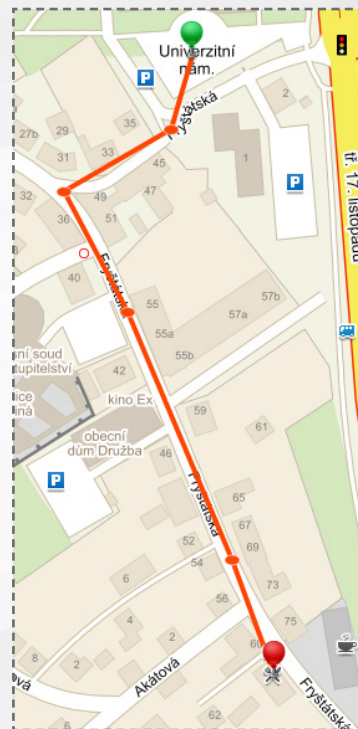 Univerzitní
nám.
P
2
35
29
27b
Fryštátská
33
31
45
1
tř. 17. listopadu
32
49
47
P
36
51
Fryštátská
40
55
57b
57a
55a
55b
42
kino Ex
59
obecní
dům Družba
61
46
P
65
Fryštátská
67
52
69
54
6
73
56
4
75
2
60
8
2
Akátová
Fryštátská
62